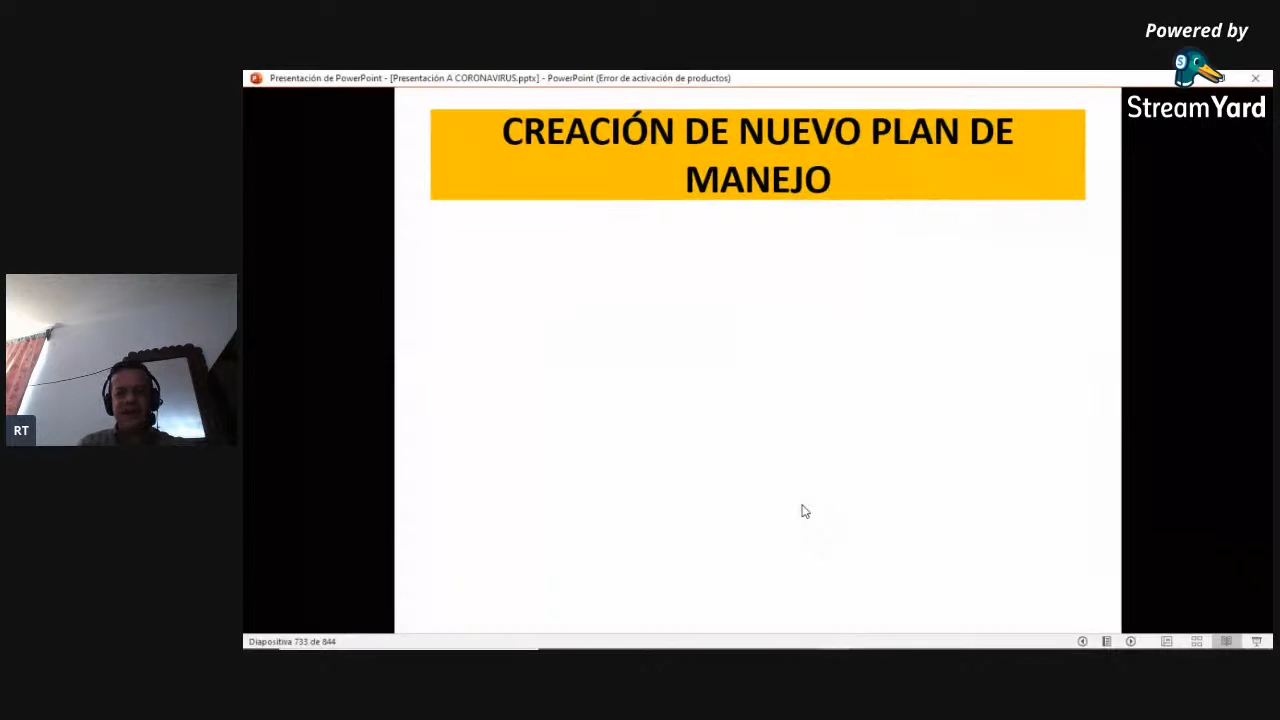 Powered by
StreamYard
Presentación de PowerPoint - [Presentación A CORONAVIRUS.pptx] - PowerPoint (Error de activación de productos)
CREACIÓN DE NUEVO PLAN DE
MANEJO
RT
Diapositiva 733 de 844